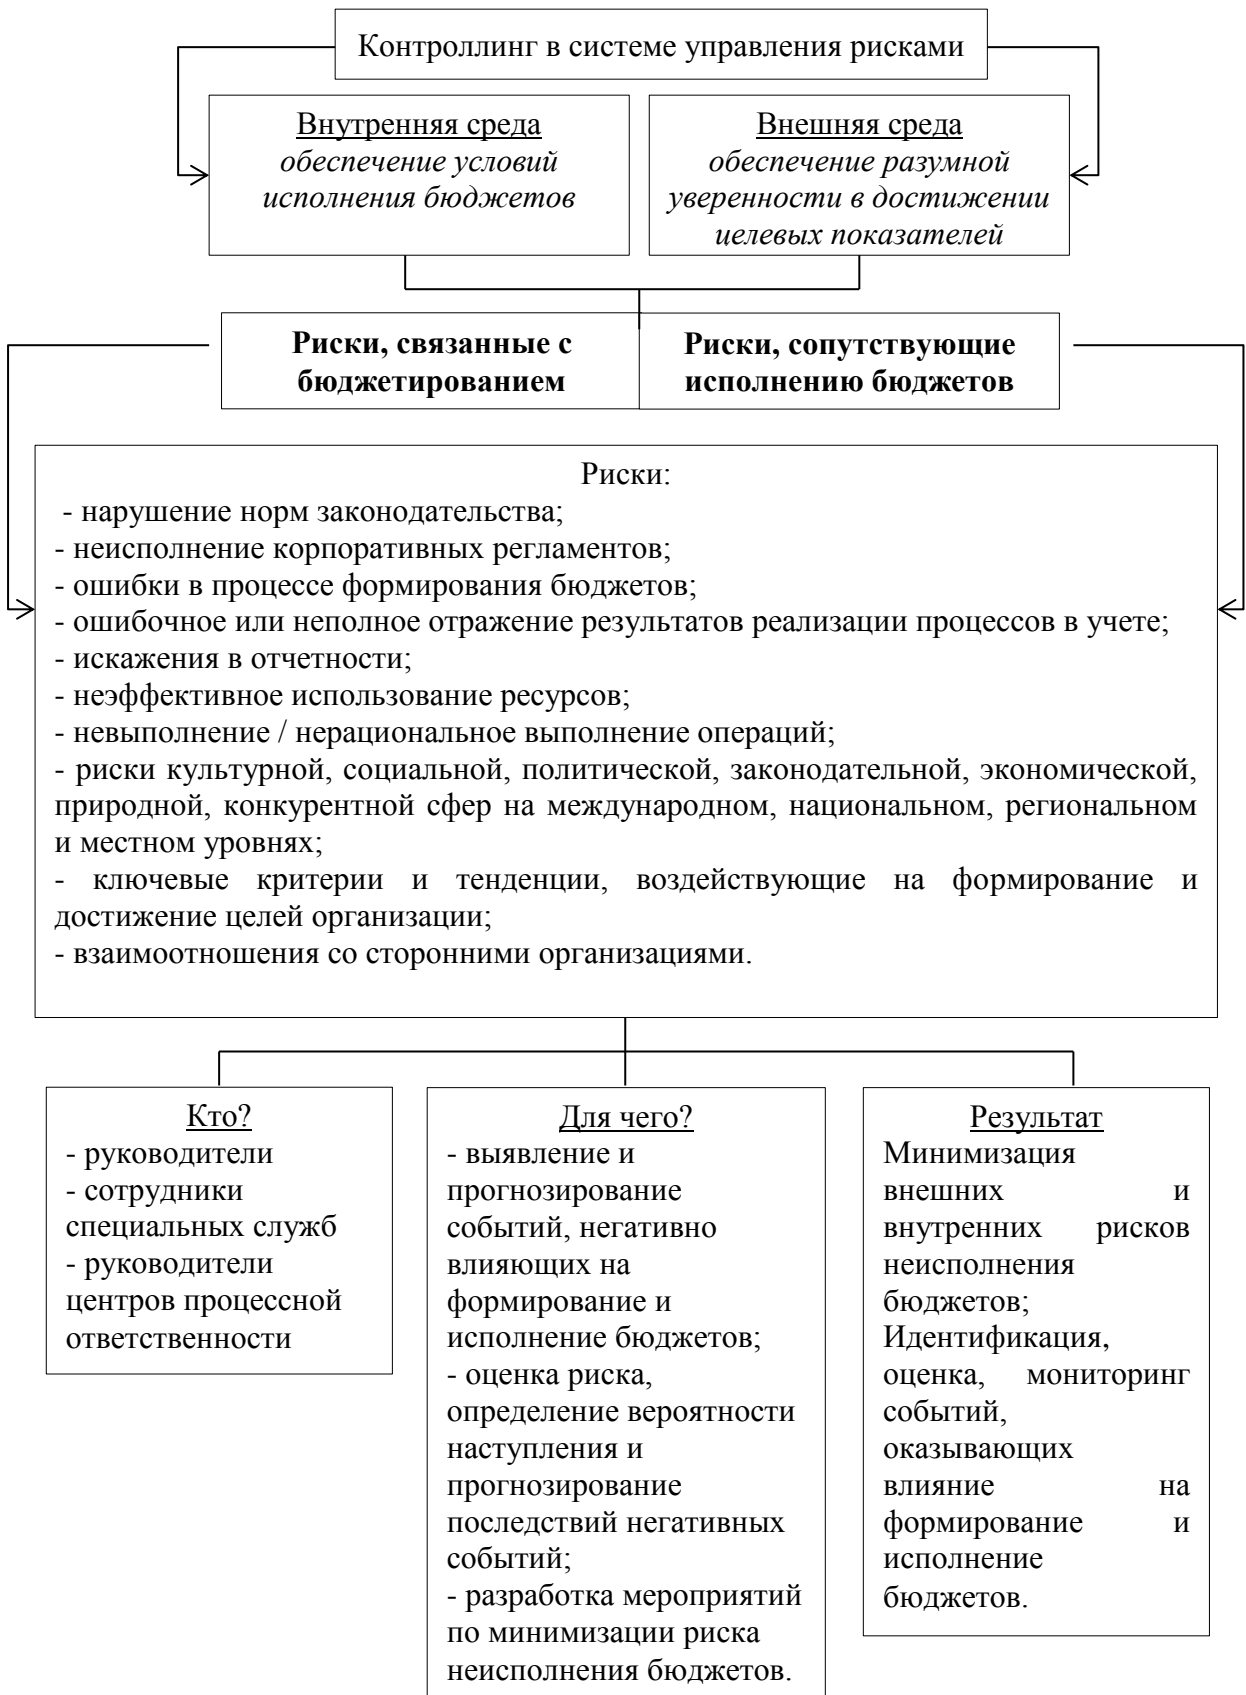 Контроллинг в системе управления рисками
Внутренняя среда
обеспечение условий
исполнения бюджетов
Внешняя среда
обеспечение разумной
уверенности в достижении
целевых показателей
Риски, связанные с
бюджетированием
Риски, сопутствующие
исполнению бюджетов
Риски:
- нарушение норм законодательства;
- неисполнение корпоративных регламентов;
- ошибки в процессе формирования бюджетов;
- ошибочное или неполное отражение результатов реализации процессов в учете;
- искажения в отчетности;
- неэффективное использование ресурсов;
- невыполнение / нерациональное выполнение операций;
- риски культурной, социальной, политической, законодательной, экономической,
природной, конкурентной сфер на международном, национальном, региональном
и местном уровнях;
- ключевые критерии и тенденции, воздействующие на формирование и
достижение целей организации;
- взаимоотношения со сторонними организациями.
Кто?
- руководители
- сотрудники
специальных служб
- руководители
центров процессной
ответственности
Для чего?
- выявление и
прогнозирование
событий, негативно
влияющих на
формирование и
исполнение бюджетов;
- оценка риска,
определение вероятности
наступления и
прогнозирование
последствий негативных
событий;
- разработка мероприятий
по минимизации риска
неисполнения бюджетов.
Результат
Минимизация
внешних и
внутренних рисков
неисполнения
бюджетов;
Идентификация,
оценка, мониторинг
событий,
оказывающих
влияние на
формирование и
исполнение
бюджетов.